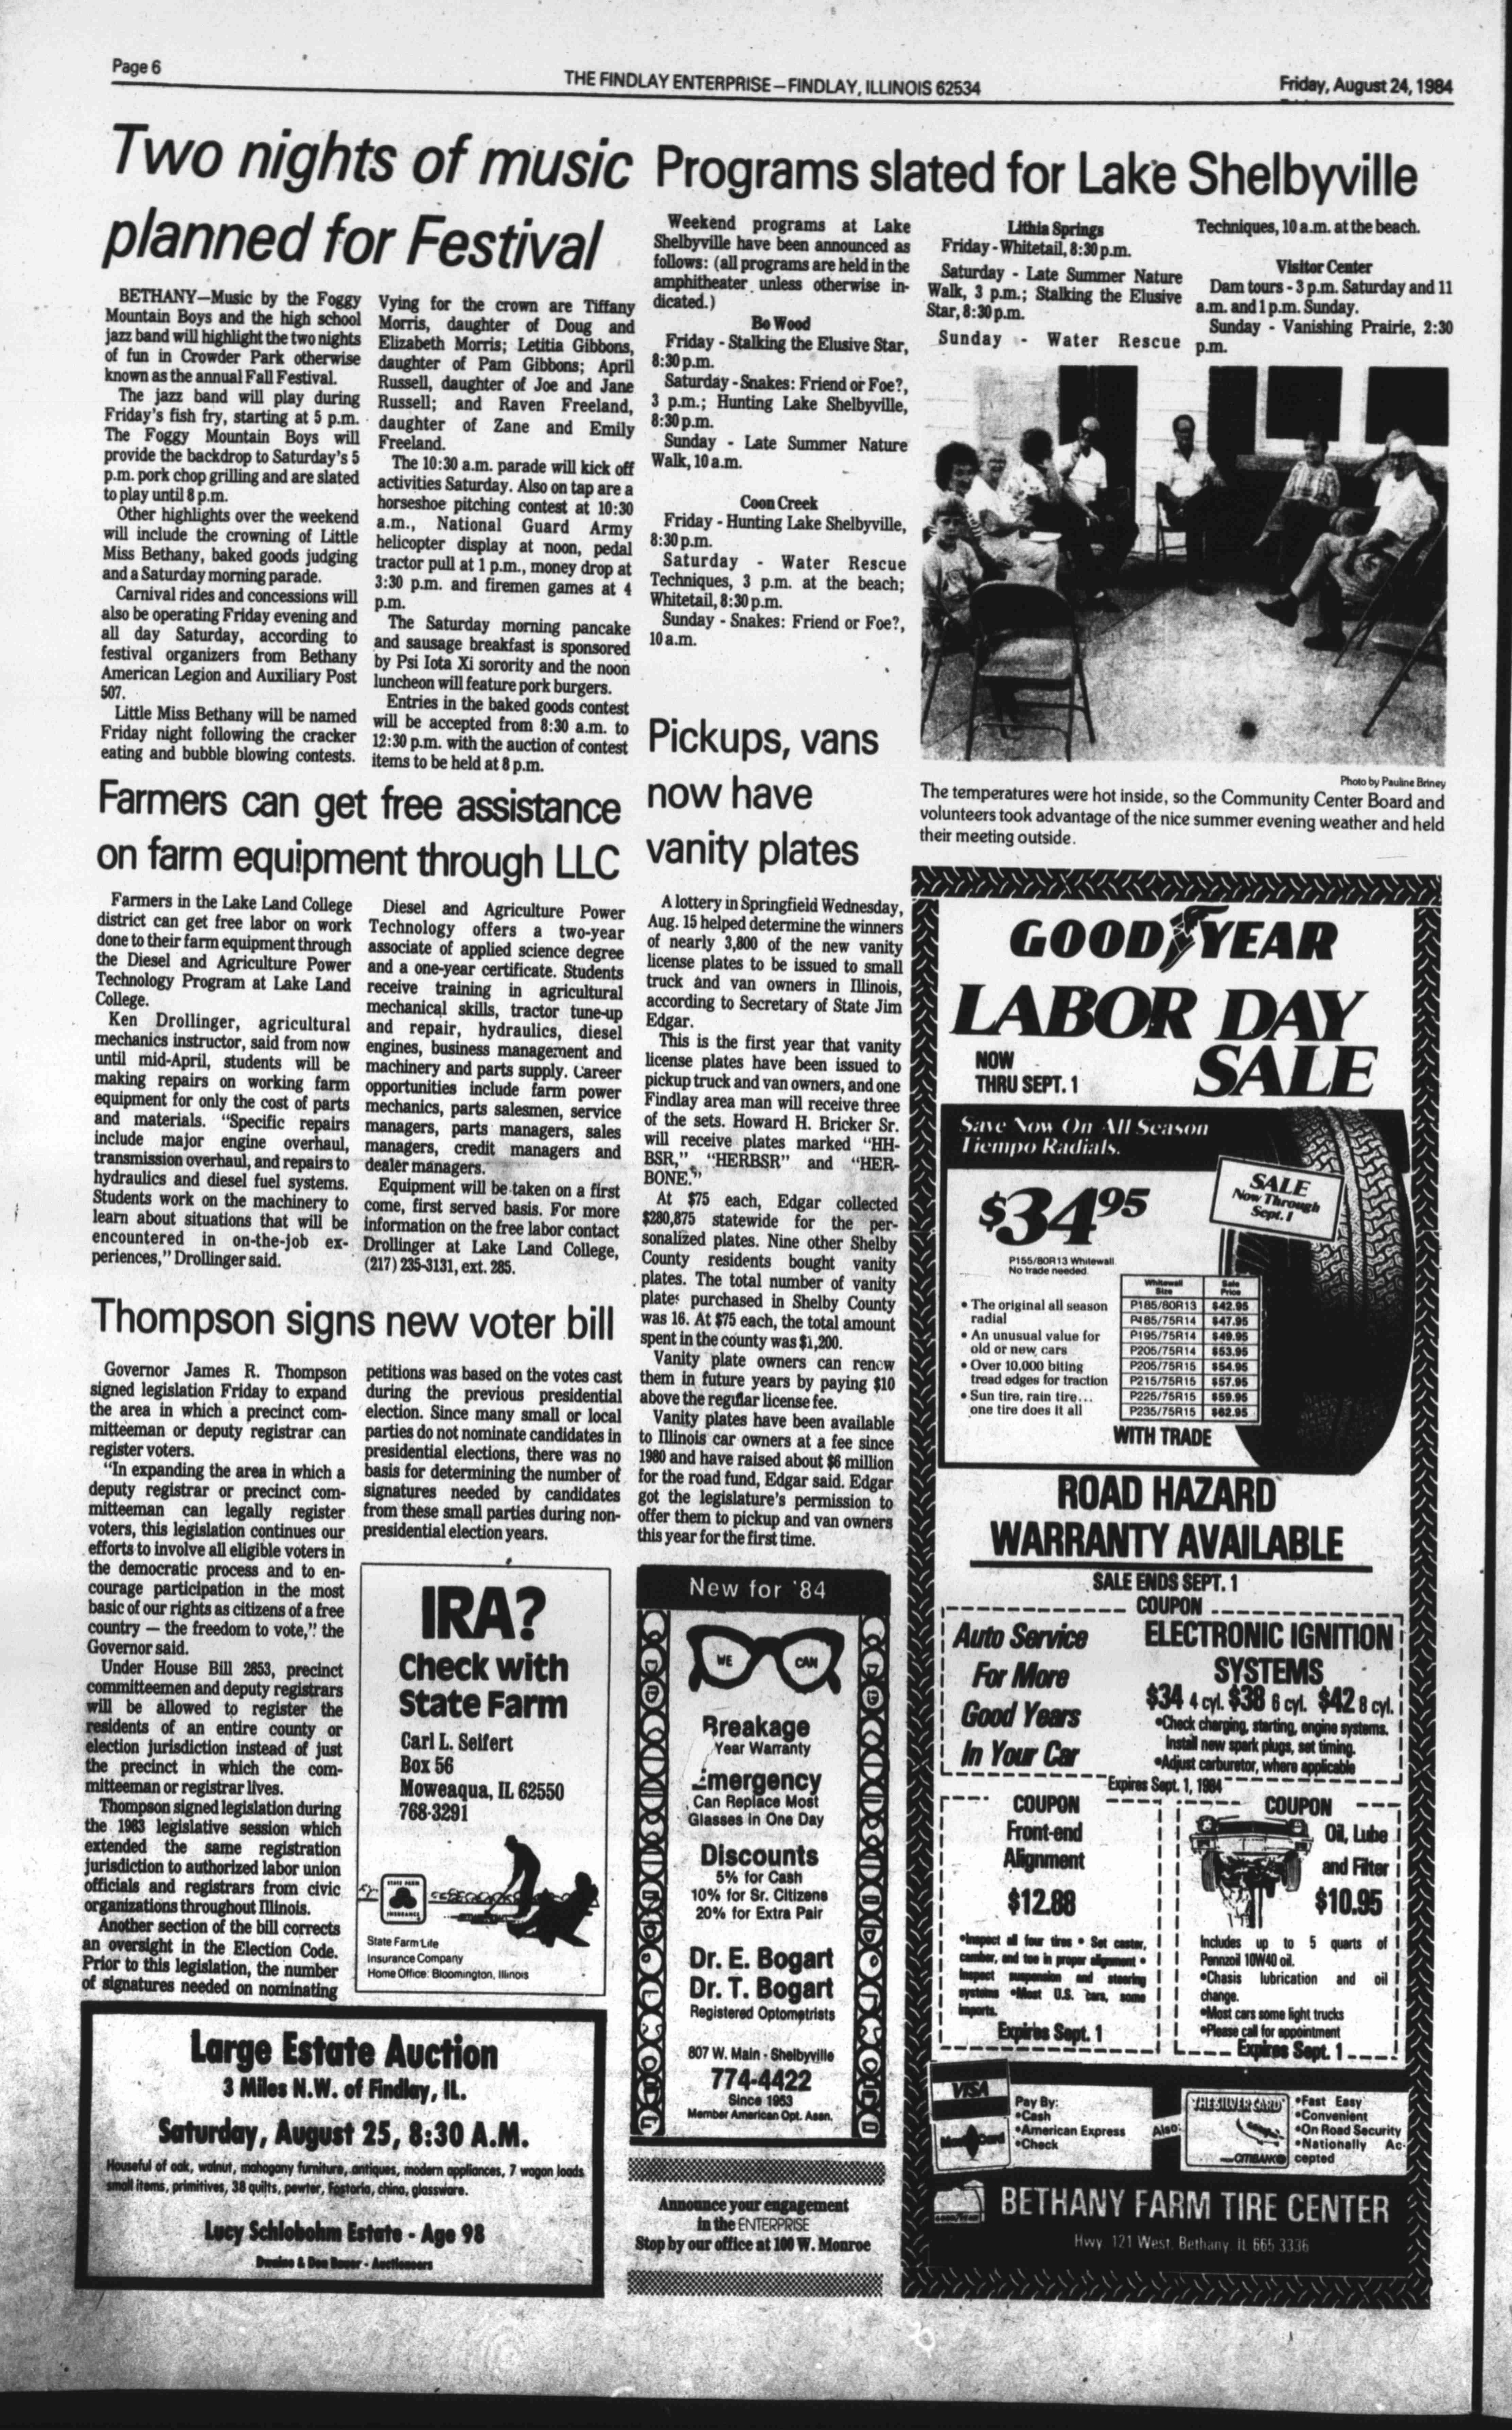 Page 6
THE FINDLAY ENTERPRISE—FINDLAY, ILLINOIS 62534
Friday, August 24, 1984
Two nights of music
planned for Festival
BETHANY—Music by the Foggy
Mountain Boys and the high school
jazz band will highlight the two nights
of fun in Crowder Park otherwise
known as the annual Fall Festival.
The jazz band will play during
Friday's fish fry, starting at 5 p.m.
The Foggy Mountain Boys will
provide the backdrop to Saturday's 5
p.m. pork chop grilling and are slated
to play until 8 p.m.
Other highlights over the weekend
will include the crowning of Little
Miss Bethany, baked goods judging
and a Saturday morning parade.
Carnival rides and concessions will
also be operating Friday evening and
all day Saturday, according to
festival organizers from Bethany
American Legion and Auxiliary Post
507.
Little Miss Bethany will be named
Friday night following the cracker
eating and bubble blowing contests.
Vying for the crown are Tiffany
Morris, daughter of Doug and
Elizabeth Morris; Letitia Gibbons,
daughter of Pam Gibbons; April
Russell, daughter of Joe and Jane
Russell; and Raven Freeland,
daughter of Zane and Emily
Freeland.
The 10:30 a.m. parade will kick off
activities Saturday. Also on tap are a
horseshoe pitching contest at 10:30
a.m., National Guard Army
helicopter display at noon, pedal
tractor pull at 1 p.m., money drop at
3:30 p.m. and firemen games at 4
p.m.
The Saturday morning pancake
and sausage breakfast is sponsored
by Psi Iota Xi sorority and the noon
luncheon will feature pork burgers.
Entries in the baked goods contest
will be accepted from 8:30 a.m. to
12:30 p.m. with the auction of contest
items to be held at 8 p.m.
Programs slated for Lake Shelbyville
Weekend programs at Lake
Shelbyville have been announced as
follows: (all programs are held in the
amphitheater unless otherwise in-
dicated.)
Bo Wood
Friday - Stalking the Elusive Star,
8:30 p.m.
Saturday - Snakes: Friend or Foe?,
3 p.m.; Hunting Lake Shelbyville,
8:30 p.m.
Sunday - Late Summer Nature
Walk, 10 a.m.
Coon Creek
Friday - Hunting Lake Shelbyville,
8:30 p.m.
Saturday - Water Rescue
Techniques, 3 p.m. at the beach;
Whitetail, 8:30 p.m.
Sunday - Snakes: Friend or Foe?,
10 a.m.
Lithia Springs
Friday - Whitetail, 8:30 p.m.
Saturday - Late Summer Nature
Walk, 3 p.m.; Stalking the Elusive
Star, 8:30 p.m.
Sunday - Water Rescue
Techniques, 10 a.m. at the beach.
Visitor Center
Dam tours - 3 p.m. Saturday and 11
a.m. and 1 p.m. Sunday.
Sunday - Vanishing Prairie, 2:30
p.m.
Photo by Pauline Briney
The temperatures were hot inside, so the Community Center Board and
volunteers took advantage of the nice summer evening weather and held
their meeting outside.
Farmers can get free assistance
on farm equipment through LLC
Farmers in the Lake Land College
district can get free labor on work
done to their farm equipment through
the Diesel and Agriculture Power
Technology Program at Lake Land
College.
Ken Drollinger, agricultural
mechanics instructor, said from now
until mid-April, students will be
making repairs on working farm
equipment for only the cost of parts
and materials. "Specific repairs
include major engine overhaul,
transmission overhaul, and repairs to
hydraulics and diesel fuel systems.
Students work on the machinery to
learn about situations that will be
encountered in on-the-job ex-
periences," Drollinger said.
Diesel and Agriculture Power
Technology offers a two-year
associate of applied science degree
and a one-year certificate. Students
receive training in agricultural
mechanical skills, tractor tune-up
and repair, hydraulics, diesel
engines, business management and
machinery and parts supply. Career
opportunities include farm power
mechanics, parts salesmen, service
managers, parts managers, sales
managers, credit managers and
dealer managers.
Equipment will be taken on a first
come, first served basis. For more
information on the free labor contact
Drollinger at Lake Land College,
(217) 235-3131, ext. 285.
Pickups, vans
now have
vanity plates
A lottery in Springfield Wednesday,
Aug. 15 helped determine the winners
of nearly 3,800 of the new vanity
license plates to be issued to small
truck and van owners in Illinois,
according to Secretary of State Jim
Edgar.
This is the first year that vanity
license plates have been issued to
pickup truck and van owners, and one
Findlay area man will receive three
of the sets. Howard H. Bricker Sr.
will receive plates marked "HH-
BSR," "HERBSR" and "HER-
BONE."
At $75 each, Edgar collected
$280,875 statewide for the per-
sonalized plates. Nine other Shelby
County residents bought vanity
plates. The total number of vanity
plates purchased in Shelby County
was 16. At $75 each, the total amount
spent in the county was $1,200.
Vanity plate owners can renew
them in future years by paying $10
above the regular license fee.
Vanity plates have been available
to Illinois car owners at a fee since
1980 and have raised about $6 million
for the road fund, Edgar said. Edgar
got the legislature's permission to
offer them to pickup and van owners
this year for the first time.
Thompson signs new voter bill
Governor James R. Thompson
signed legislation Friday to expand
the area in which a precinct com-
mitteeman or deputy registrar can
register voters.
"In expanding the area in which a
deputy registrar or precinct com-
mitteeman can legally register
voters, this legislation continues our
efforts to involve all eligible voters in
the democratic process and to en-
courage participation in the most
basic of our rights as citizens of a free
country — the freedom to vote," the
Governor said.
Under House Bill 2853, precinct
committeemen and deputy registrars
will be allowed to register the
residents of an entire county or
election jurisdiction instead of just
the precinct in which the com-
mitteeman or registrar lives.
Thompson signed legislation during
the 1983 legislative session which
extended the same registration
jurisdiction to authorized labor union
officials and registrars from civic
organizations throughout Illinois.
Another section of the bill corrects
an oversight in the Election Code.
Prior to this legislation, the number
of signatures needed on nominating
petitions was based on the votes cast
during the previous presidential
election. Since many small or local
parties do not nominate candidates in
presidential elections, there was no
basis for determining the number of
signatures needed by candidates
from these small parties during non-
presidential election years.
IRA?
Check with
State Farm
Carl L. Seifert
Box 56
Moweaqua, IL 62550
768-3291
STATE FARM
INSURANCE
State Farm Life
Insurance Company
Home Office: Bloomington, Illinois
Large Estate Auction
3 Miles N.W. of Findlay, IL.
Saturday, August 25, 8:30 A.M.
Houseful of oak, walnut, mahogany furniture, antiques, modern appliances, 7 wagon loads
small items, primitives, 38 quilts, pewter, Fostoria, china, glassware.
Lucy Schlobohm Estate - Age 98
Dwaine & Don Bauer - Auctioneers
New for '84
WE CAN
Breakage
Year Warranty
Emergency
Can Replace Most
Glasses in One Day
Discounts
5% for Cash
10% for Sr. Citizens
20% for Extra Pair
Dr. E. Bogart
Dr. T. Bogart
Registered Optometrists
807 W. Main - Shelbyville
774-4422
Since 1953
Member American Opt. Assn.
Announce your engagement
in the ENTERPRISE
Stop by our office at 100 W. Monroe
GOODYEAR
LABOR DAY
SALE
NOW
THRU SEPT. 1
Save Now On All Season
Tiempo Radials.
$34 95
P155/80R13 Whitewall
No trade needed.
SALE
Now Through
Sept. 1
• The original all season
radial
• An unusual value for
old or new cars
• Over 10,000 biting
tread edges for traction
• Sun tire, rain tire...
one tire does it all
Whitewall Size Sale Price
P185/80R13 $42.95
P185/75R14 $47.95
P195/75R14 $49.95
P205/75R14 $53.95
P205/75R15 $54.95
P215/75R15 $57.95
P225/75R15 $59.95
P235/75R15 $62.95
WITH TRADE
ROAD HAZARD
WARRANTY AVAILABLE
SALE ENDS SEPT. 1
COUPON
Auto Service
For More
Good Years
In Your Car
ELECTRONIC IGNITION
SYSTEMS
$34 4 cyl. $38 6 cyl. $42 8 cyl.
•Check charging, starting, engine systems.
Install new spark plugs, set timing.
•Adjust carburetor, where applicable
Expires Sept. 1, 1984
COUPON
Front-end
Alignment
$12.88
•Inspect all four tires • Set caster,
camber, and toe in proper alignment •
Inspect suspension and steering
systems •Most U.S. cars, some
imports.
Expires Sept. 1
COUPON
Oil, Lube
and Filter
$10.95
Includes up to 5 quarts of
Pennzoil 10W40 oil.
•Chasis lubrication and oil
change.
•Most cars some light trucks
•Please call for appointment
Expires Sept. 1
VISA
MasterCard
Pay By:
•Cash
•American Express
•Check
Also:
THE SILVER CARD
CITIBANK
•Fast Easy
•Convenient
•On Road Security
•Nationally Ac-
cepted
BETHANY FARM TIRE CENTER
Hwy 121 West, Bethany, IL 665 3336